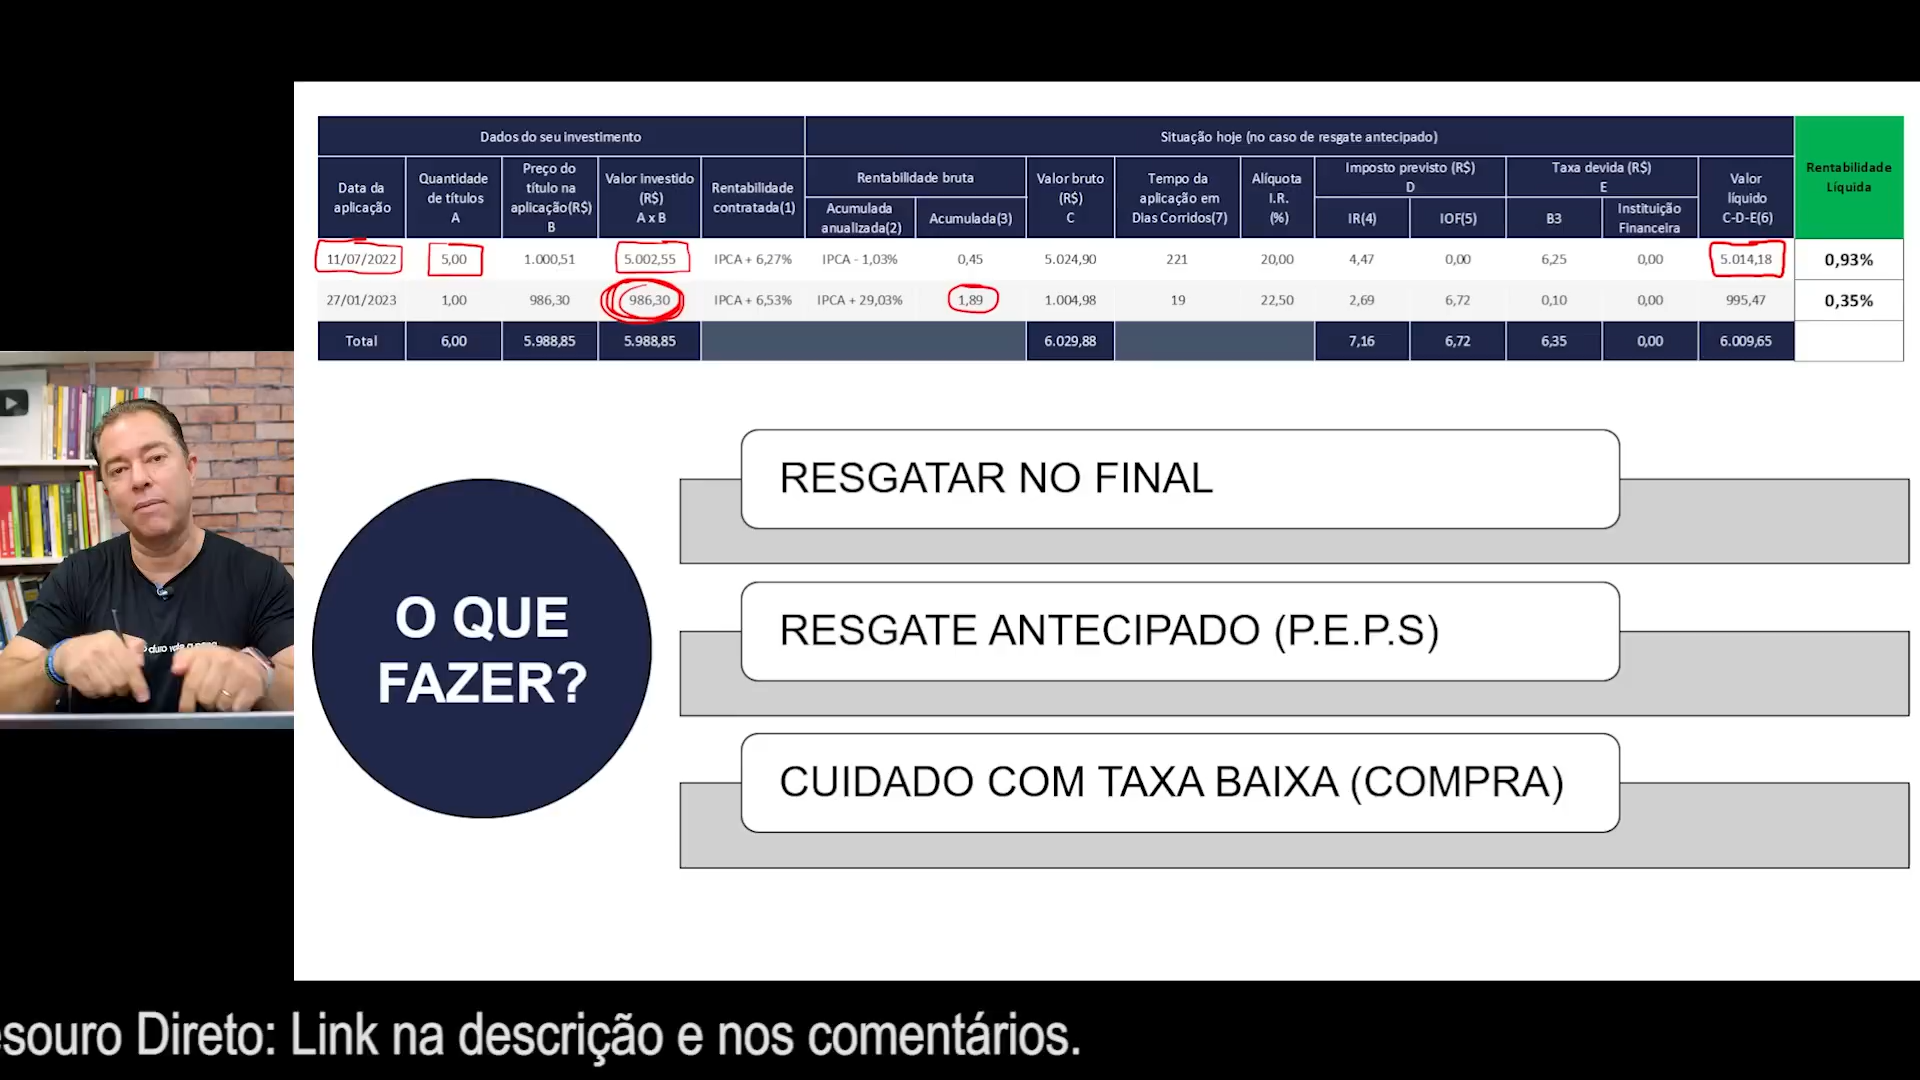 Dados do seu investimento
Situação hoje (no caso de resgate antecipado)
Rentabilidade
Líquida
Data da
aplicação
Quantidade
de títulos
A
Preço do
título na
aplicação(R$)
B
Valor investido
(R$)
A x B
Rentabilidade
contratada(1)
Rentabilidade bruta
Acumulada
anualizada(2)
Acumulada(3)
Valor bruto
(R$)
C
Tempo da
aplicação em
Dias Corridos(7)
Alíquota
I.R.
(%)
Imposto previsto (R$)
D
IR(4)
IOF(5)
Taxa devida (R$)
E
B3
Instituição
Financeira
Valor
líquido
C-D-E(6)
11/07/2022 5,00 1.000,51 5.002,55 IPCA + 6,27% IPCA - 1,03% 0,45 5.024,90 221 20,00 4,47 0,00 6,25 0,00 5.014,18 0,93%
27/01/2023 1,00 986,30 986,30 IPCA + 6,53% IPCA + 29,03% 1,89 1.004,98 19 22,50 2,69 6,72 0,10 0,00 995,47 0,35%
Total 6,00 5.988,85 5.988,85 6.029,88 7,16 6,72 6,35 0,00 6.009,65
O QUE
FAZER?
RESGATAR NO FINAL
RESGATE ANTECIPADO (P.E.P.S)
CUIDADO COM TAXA BAIXA (COMPRA)
esouro Direto: Link na descrição e nos comentários.